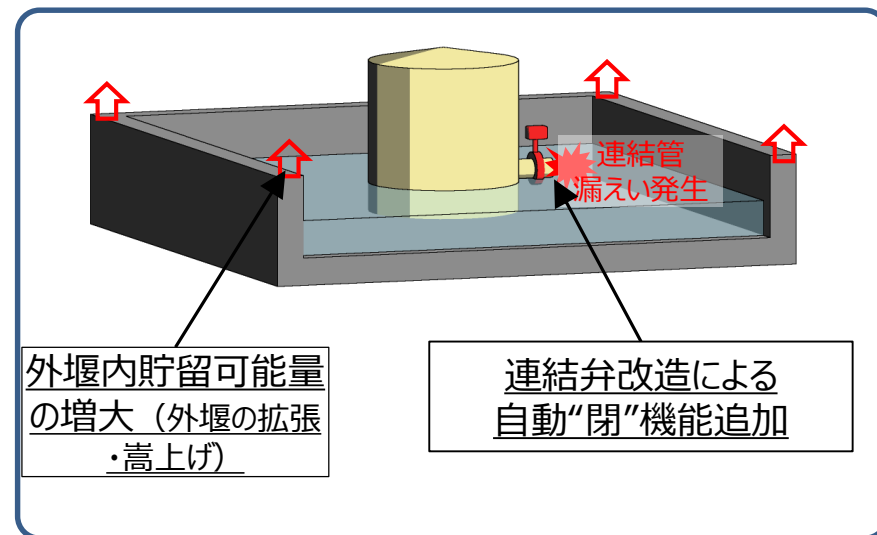 連結管
漏えい発生
外堰内貯留可能量
の増大（外堰の拡張
・嵩上げ）
連結弁改造による
自動“閉”機能追加